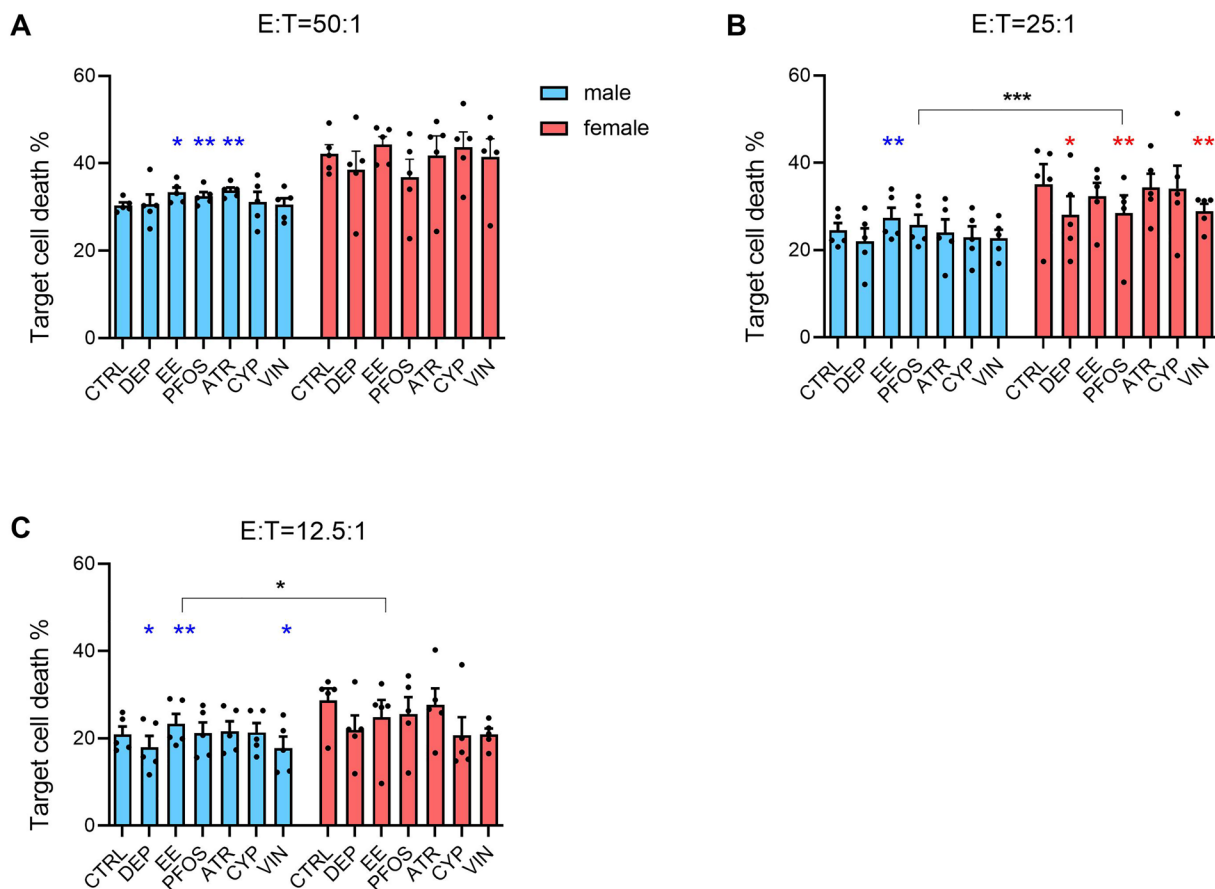 A
E:T=50:1
Target cell death %
60
40
20
0
* ** **
CTRL DEP EE PFOS ATR CYP VIN CTRL DEP EE PFOS ATR CYP VIN
male
female
B
E:T=25:1
Target cell death %
60
40
20
0
***
** * ** **
CTRL DEP EE PFOS ATR CYP VIN CTRL DEP EE PFOS ATR CYP VIN
C
E:T=12.5:1
Target cell death %
60
40
20
0
*
* ** *
CTRL DEP EE PFOS ATR CYP VIN CTRL DEP EE PFOS ATR CYP VIN